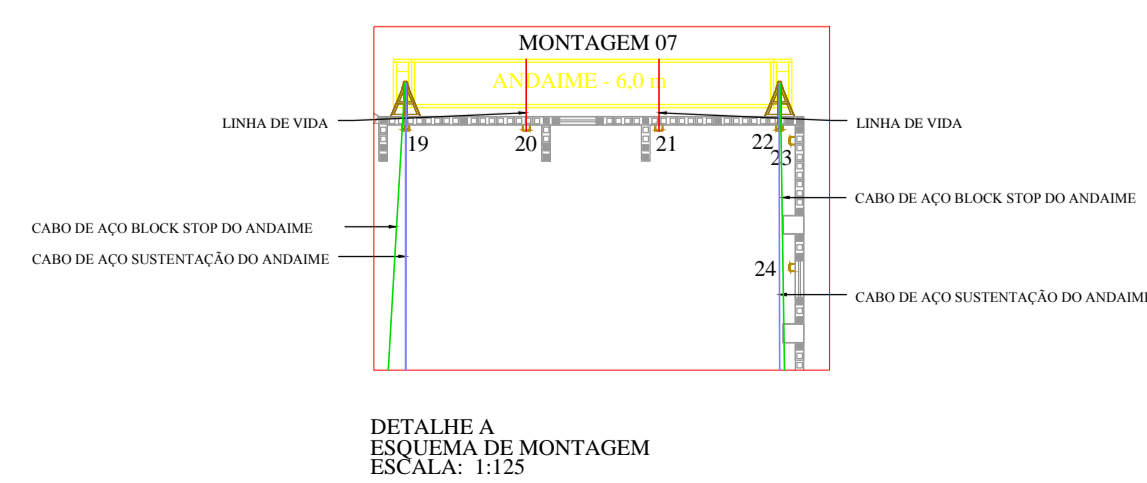 MONTAGEM 07
ANDAIME - 6,0 m
LINHA DE VIDA
LINHA DE VIDA
19
20
21
22
23
CABO DE AÇO BLOCK STOP DO ANDAIME
CABO DE AÇO BLOCK STOP DO ANDAIME
CABO DE AÇO SUSTENTAÇÃO DO ANDAIME
24
CABO DE AÇO SUSTENTAÇÃO DO ANDAIME
DETALHE A
ESQUEMA DE MONTAGEM
ESCALA: 1:125